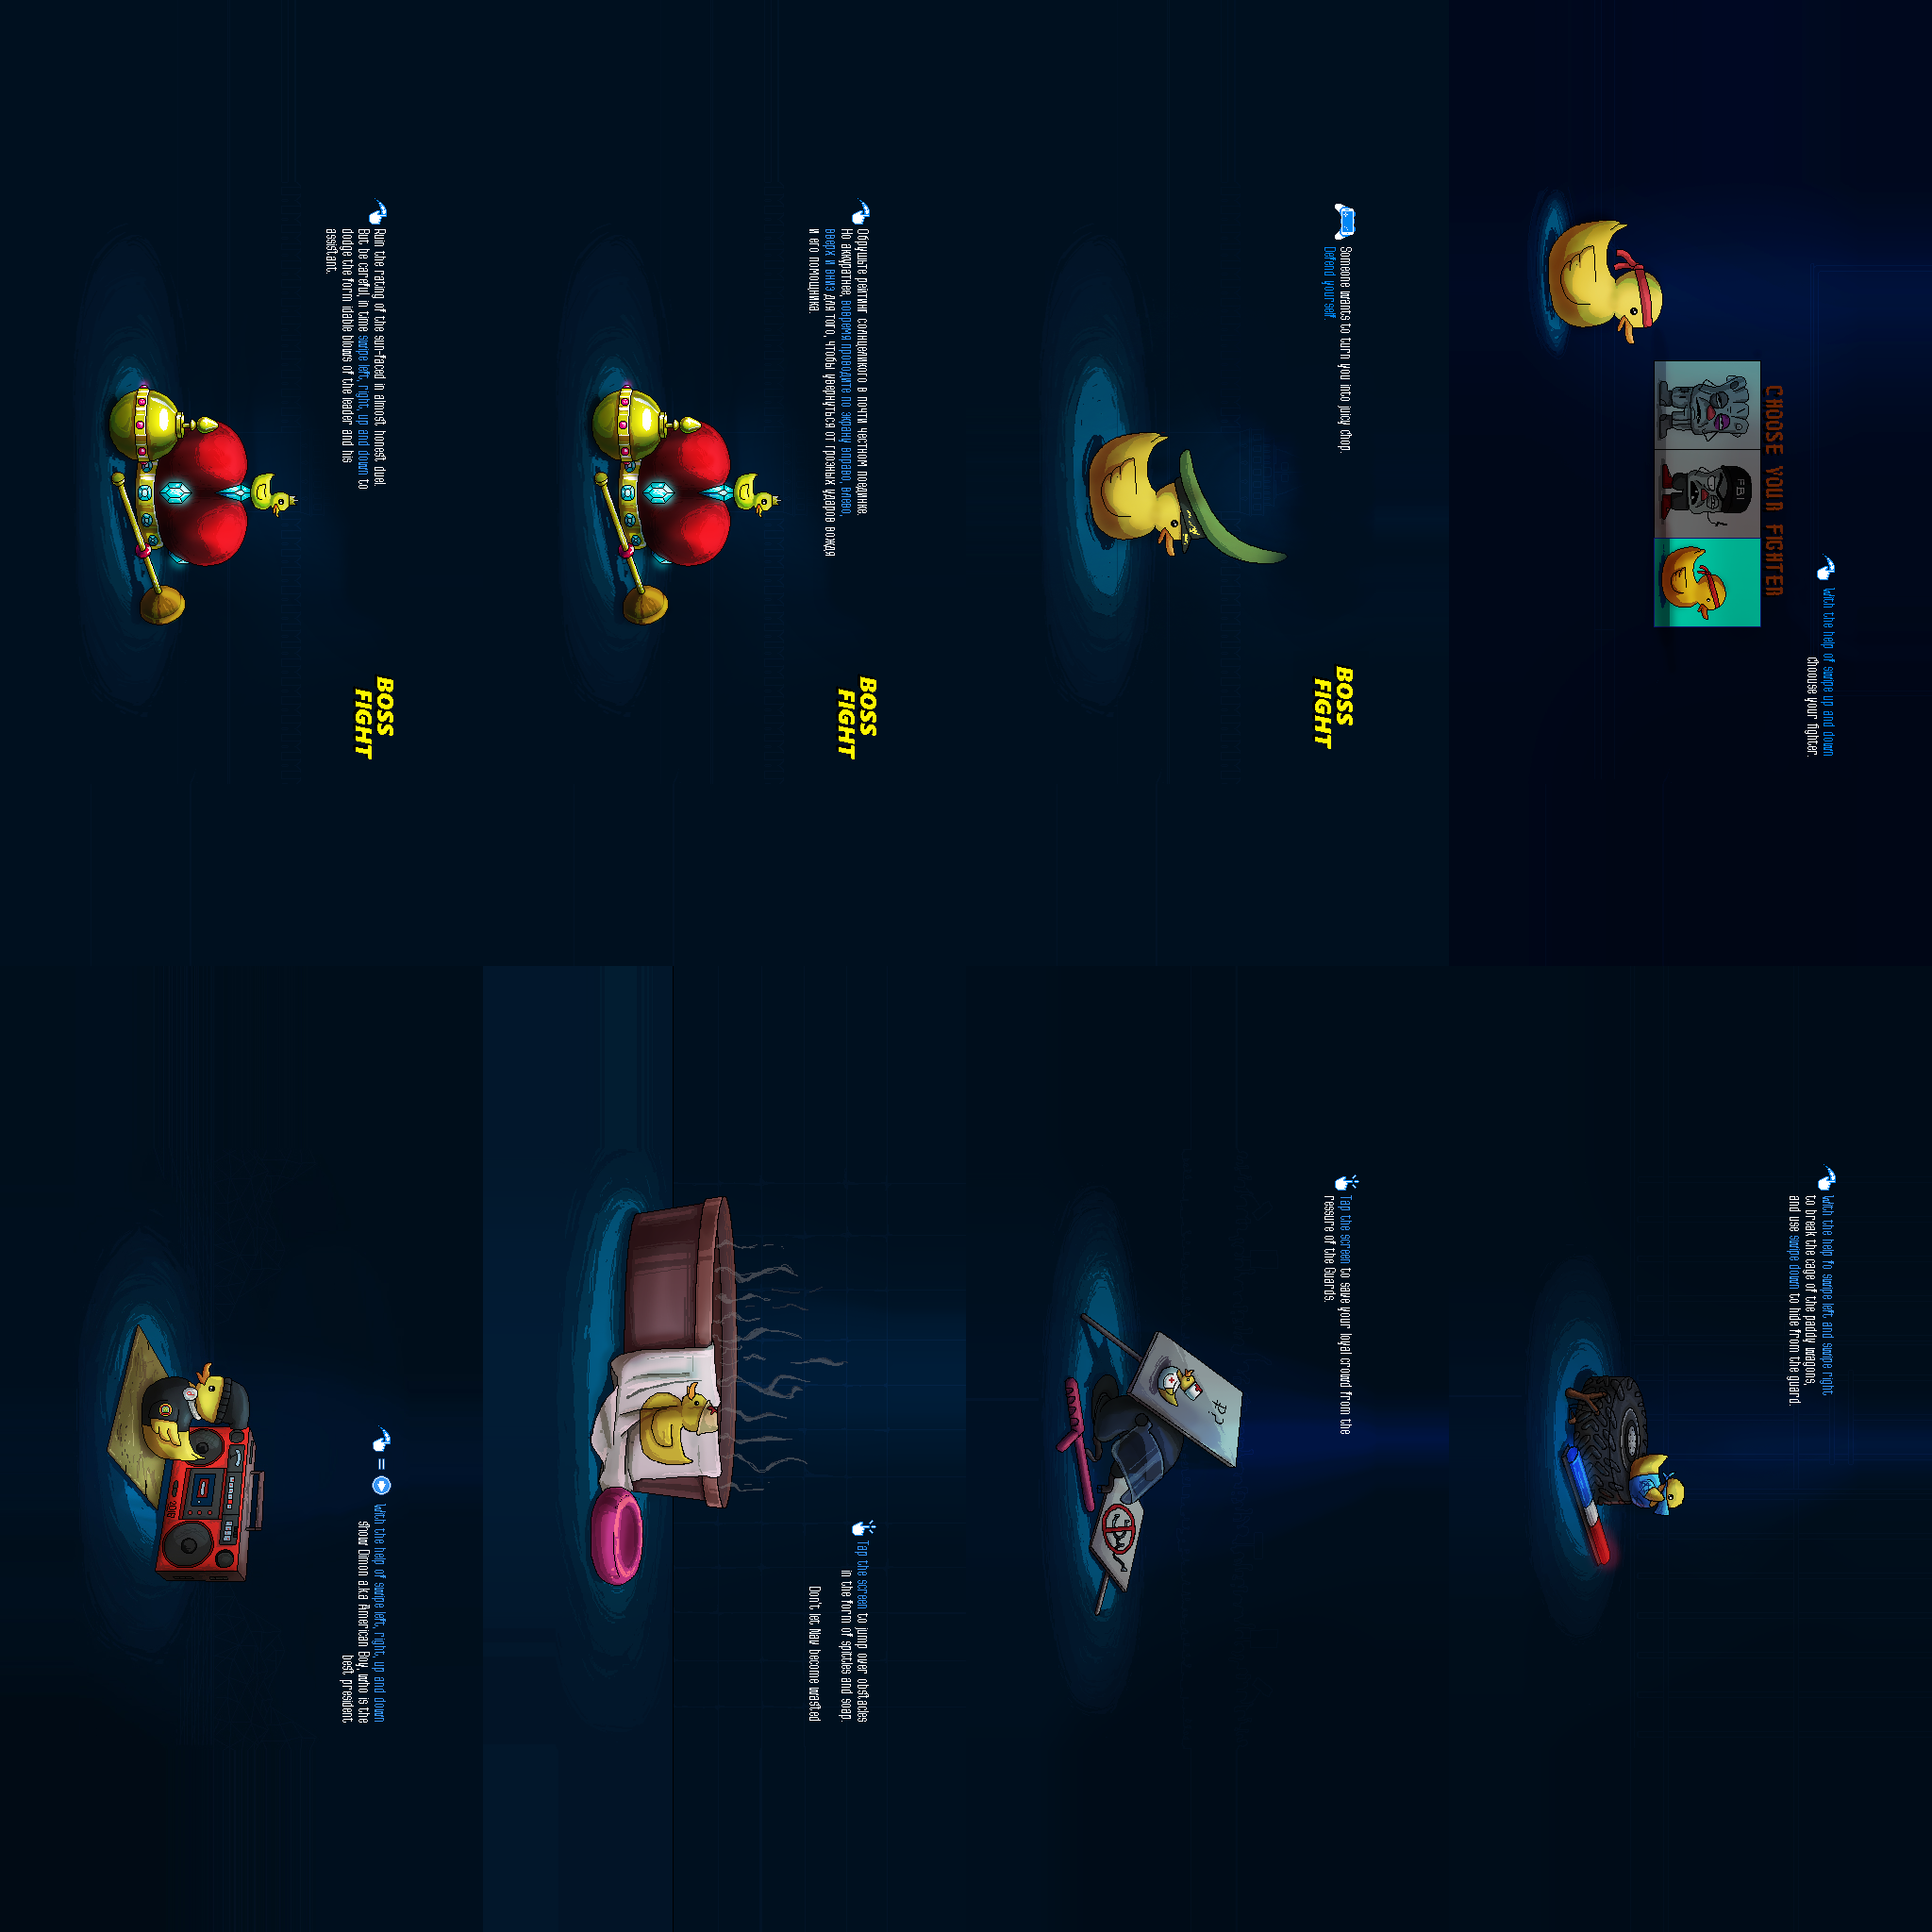 CHOOSE YOUR FIGHTER
FBI
With the help of swipe up and down
choouse your fighter.
With the help fo swipe left and swipe right
to break the cage of the paddy wagons,
and use swipe down to hide from the guard.
Someone wants to turn you into juicy chop.
Defend yourself.
BOSS
FIGHT
Tap the screen to save your loyal crowd from the
ressure of the Guards.
Обрушьте рейтинг солнцеликого в почти честном поединке.
Но аккуратнее, вовремя проводите по экрану вправо, влево,
вверх и вниз для того, чтобы увернуться от грозных ударов вождя
и его помощника.
BOSS
FIGHT
Tap the screen to jump over obstacles
in the form of spittles and soap.
Don't let Nav become wasted
Ruin the rating of the sun-faced in almost honest duel.
But be careful, in time swipe left, right, up and down to
dodge the form idable blows of the leader and his
assistant.
BOSS
FIGHT
= With the help of swipe left, right, up and down
show Dimon a.k.a American Boy, who is the
best president